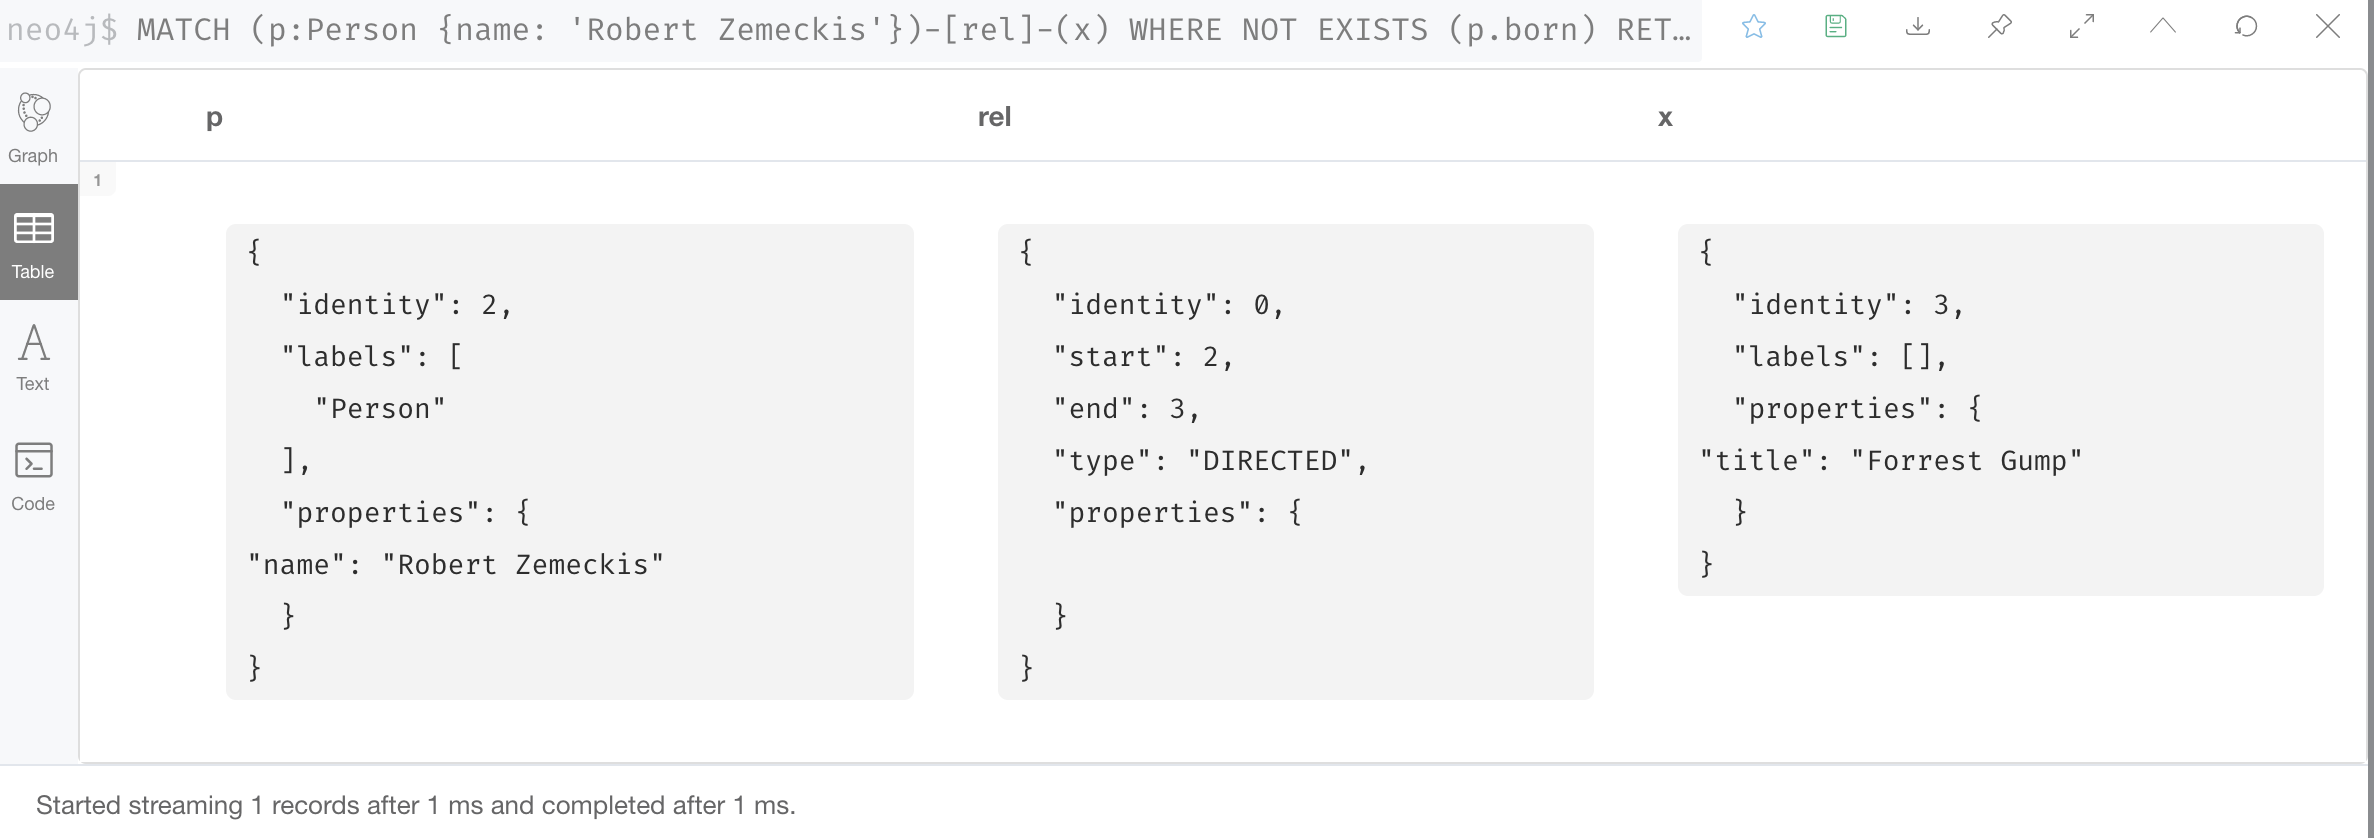 neo4j$ MATCH (p:Person {name: 'Robert Zemeckis'})-[rel]-(x) WHERE NOT EXISTS (p.born) RET…
p rel x
Graph
1
Table
Text
Code
{
"identity": 2,
"labels": [
"Person"
],
"properties": {
"name": "Robert Zemeckis"
}
}
{
"identity": 0,
"start": 2,
"end": 3,
"type": "DIRECTED",
"properties": {
}
}
{
"identity": 3,
"labels": [],
"properties": {
"title": "Forrest Gump"
}
}
Started streaming 1 records after 1 ms and completed after 1 ms.